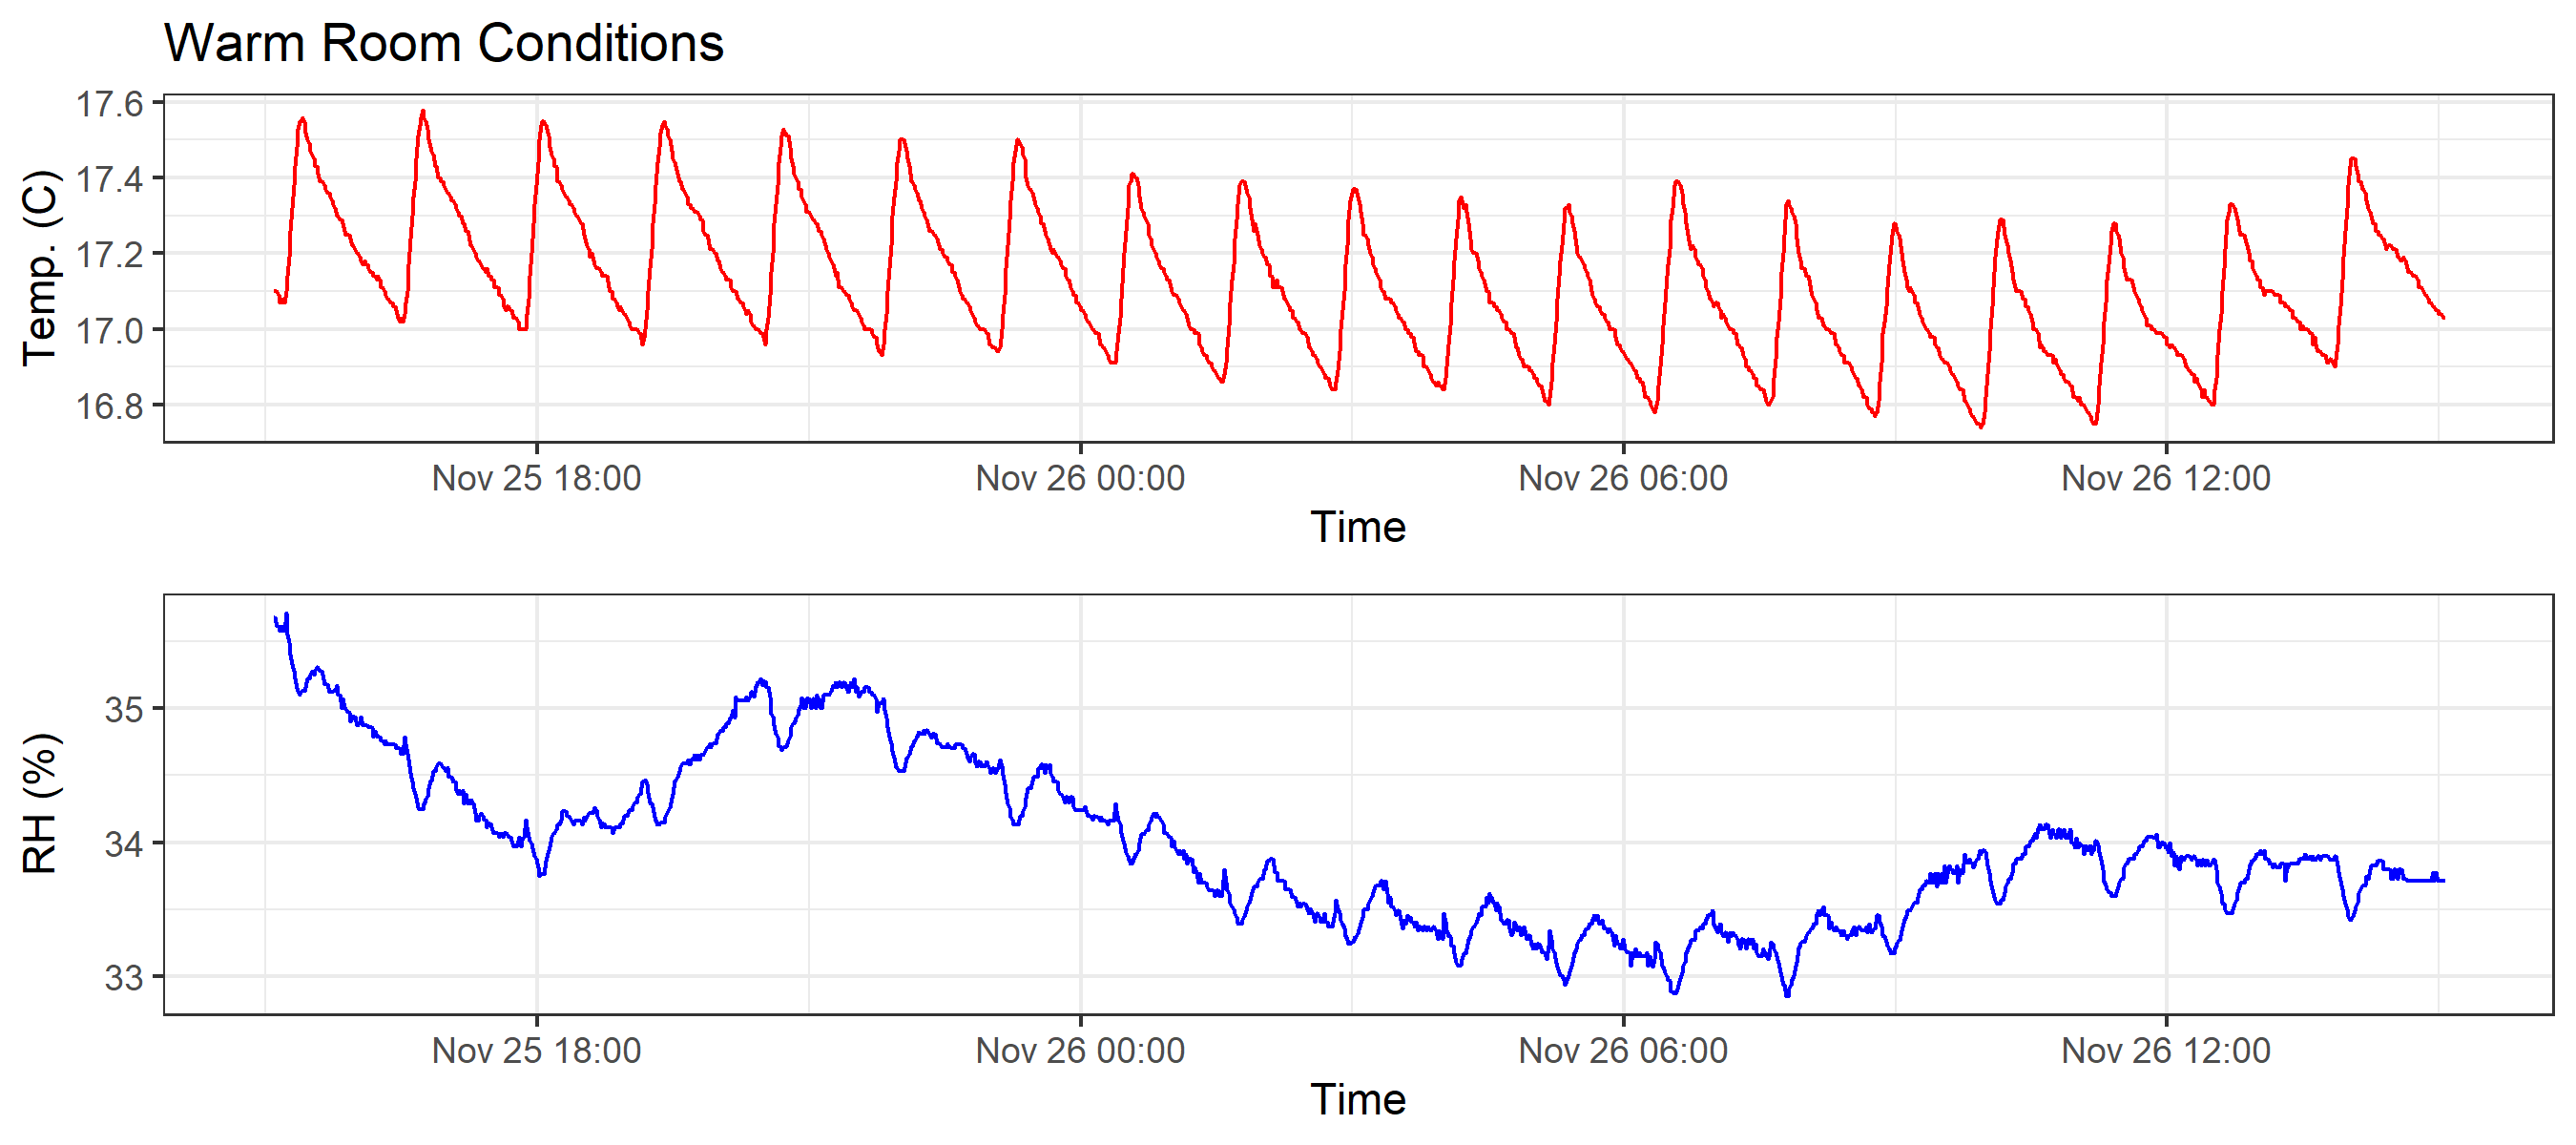 Warm Room Conditions
Temp. (C)
17.6
17.4
17.2
17.0
16.8
Nov 25 18:00 Nov 26 00:00 Nov 26 06:00 Nov 26 12:00
Time
RH (%)
35
34
33
Nov 25 18:00 Nov 26 00:00 Nov 26 06:00 Nov 26 12:00
Time